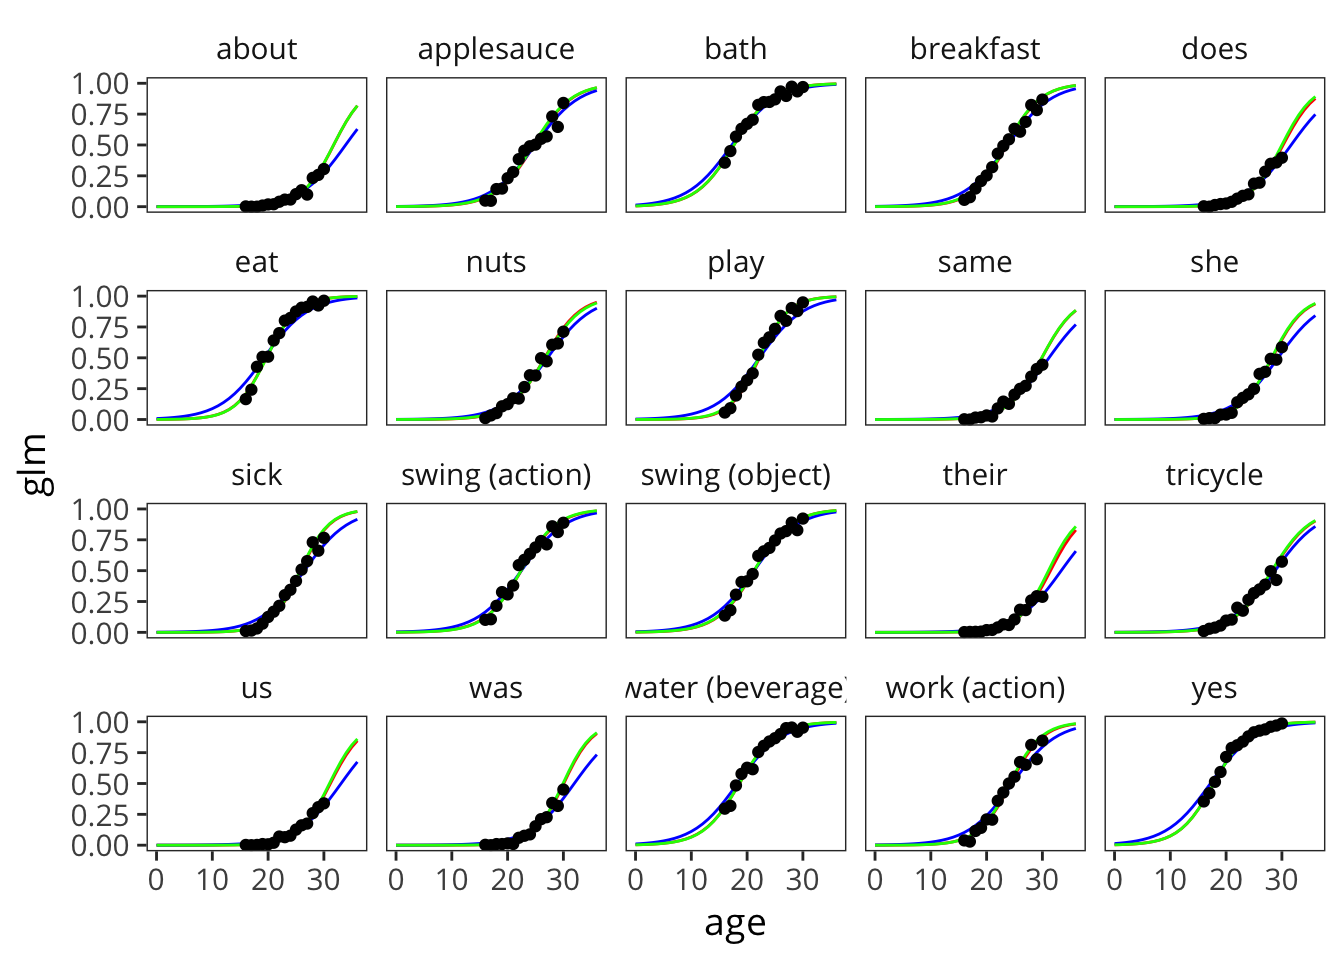 about applesauce bath breakfast does
1.00
0.75
0.50
0.25
0.00
eat nuts play same she
1.00
0.75
0.50
0.25
0.00
glm
sick swing (action) swing (object) their tricycle
1.00
0.75
0.50
0.25
0.00
us was water (beverage) work (action) yes
1.00
0.75
0.50
0.25
0.00
0 10 20 30 0 10 20 30 0 10 20 30 0 10 20 30 0 10 20 30
age